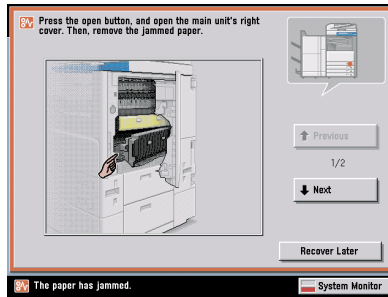 Press the open button, and open the main unit's right
cover. Then, remove the jammed paper.
Previous
1/2
Next
Recover Later
The paper has jammed.
System Monitor